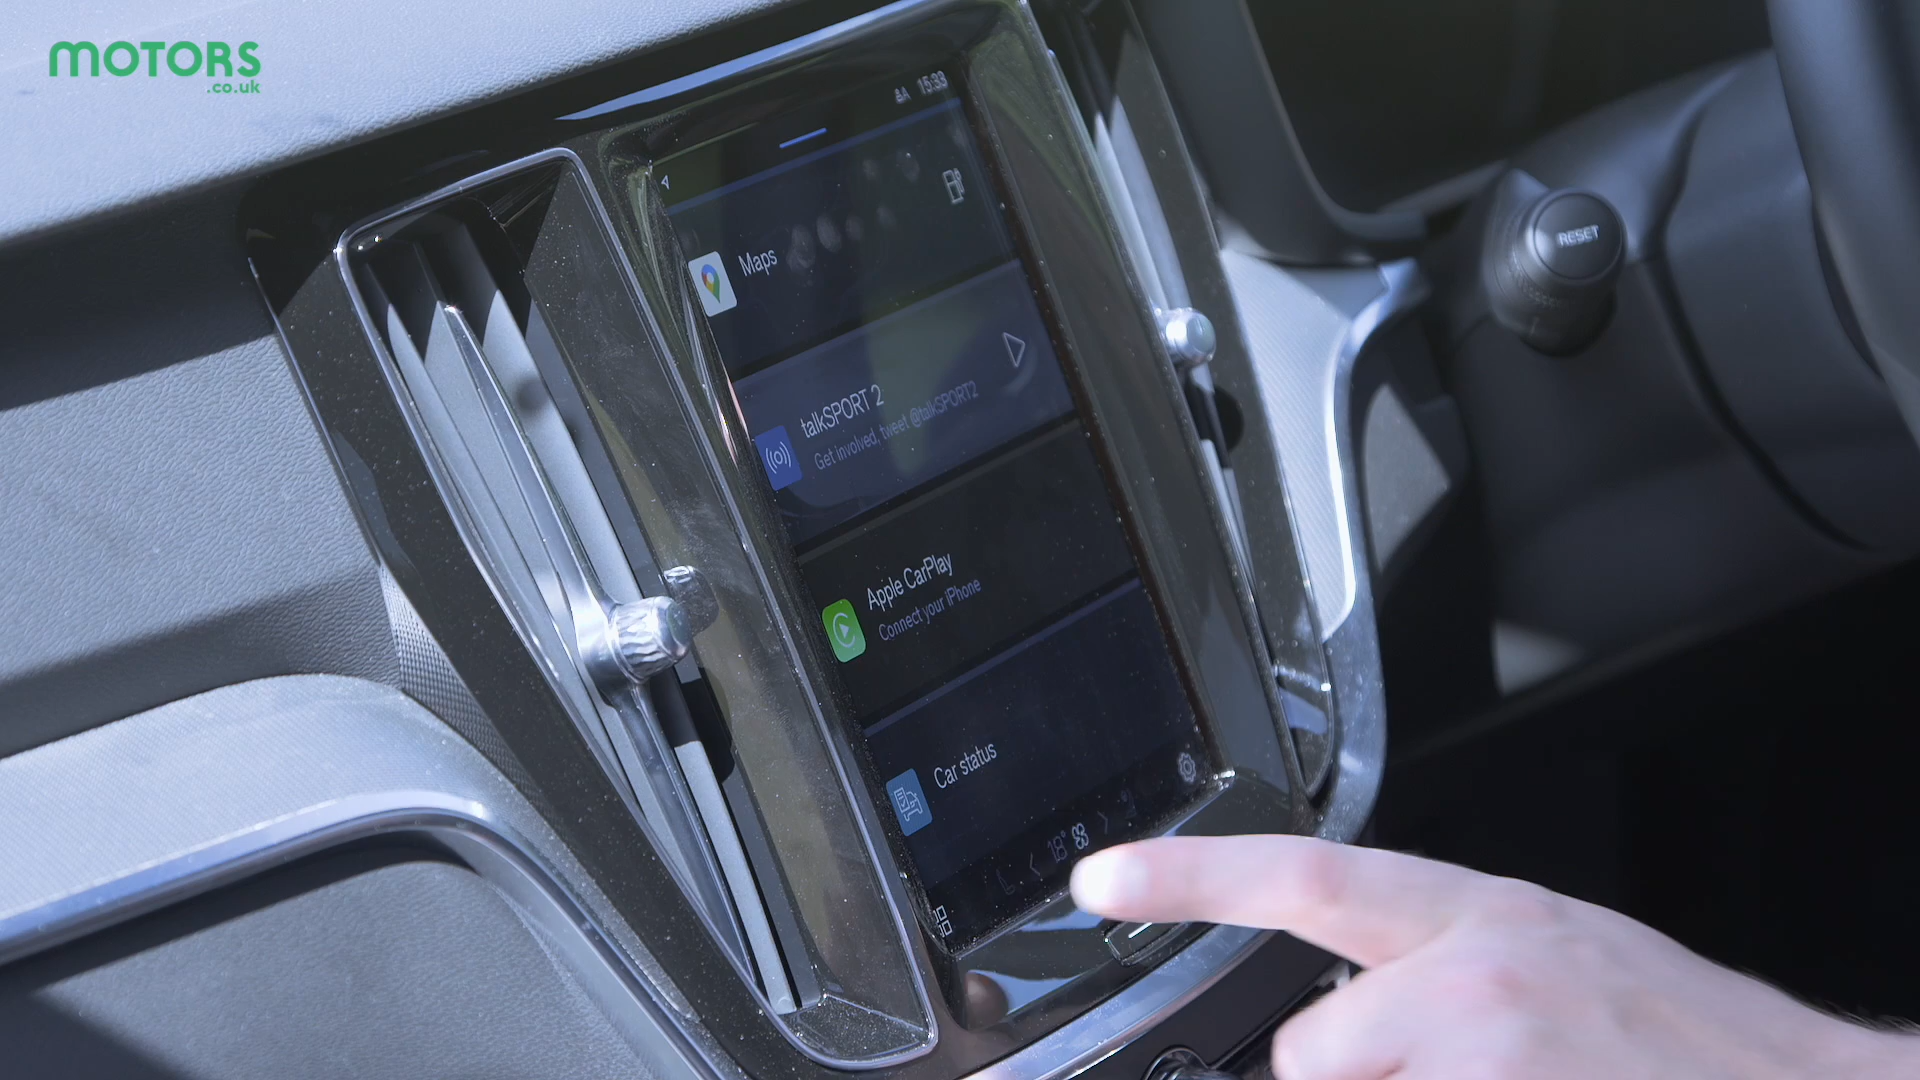 MOTORS
.co.uk
15:33
Maps
RESET
talkSPORT 2
Get involved, tweet @talkSPORT2
Apple CarPlay
Connect your iPhone
Car status
18°